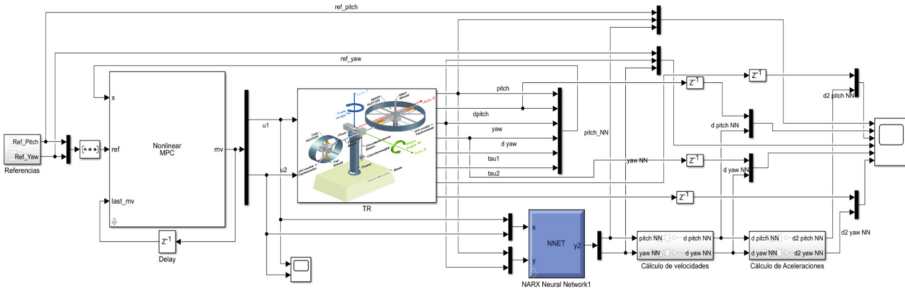 ref_pitch
ref_yaw
Z⁻¹
Z⁻¹
x
pitch
d2 pitch NN
dpitch
pitch_NN
u1
yaw
d pitch NN
Ref_Pitch
Ref_Yaw
Referencias
ref
Nonlinear
MPC
mv
d yaw
tau1
yaw NN
Z⁻¹
u2
tau2
d yaw NN
last_mv
TR
Z⁻¹
Z⁻¹
Delay
x
y
NNET
y2
NARX Neural Network1
pitch NN
d pitch NN
yaw NN
d yaw NN
Cálculo de velocidades
d pitch NN
d2 pitch NN
d yaw NN
d2 yaw NN
Cálculo de Aceleraciones
d2 yaw NN